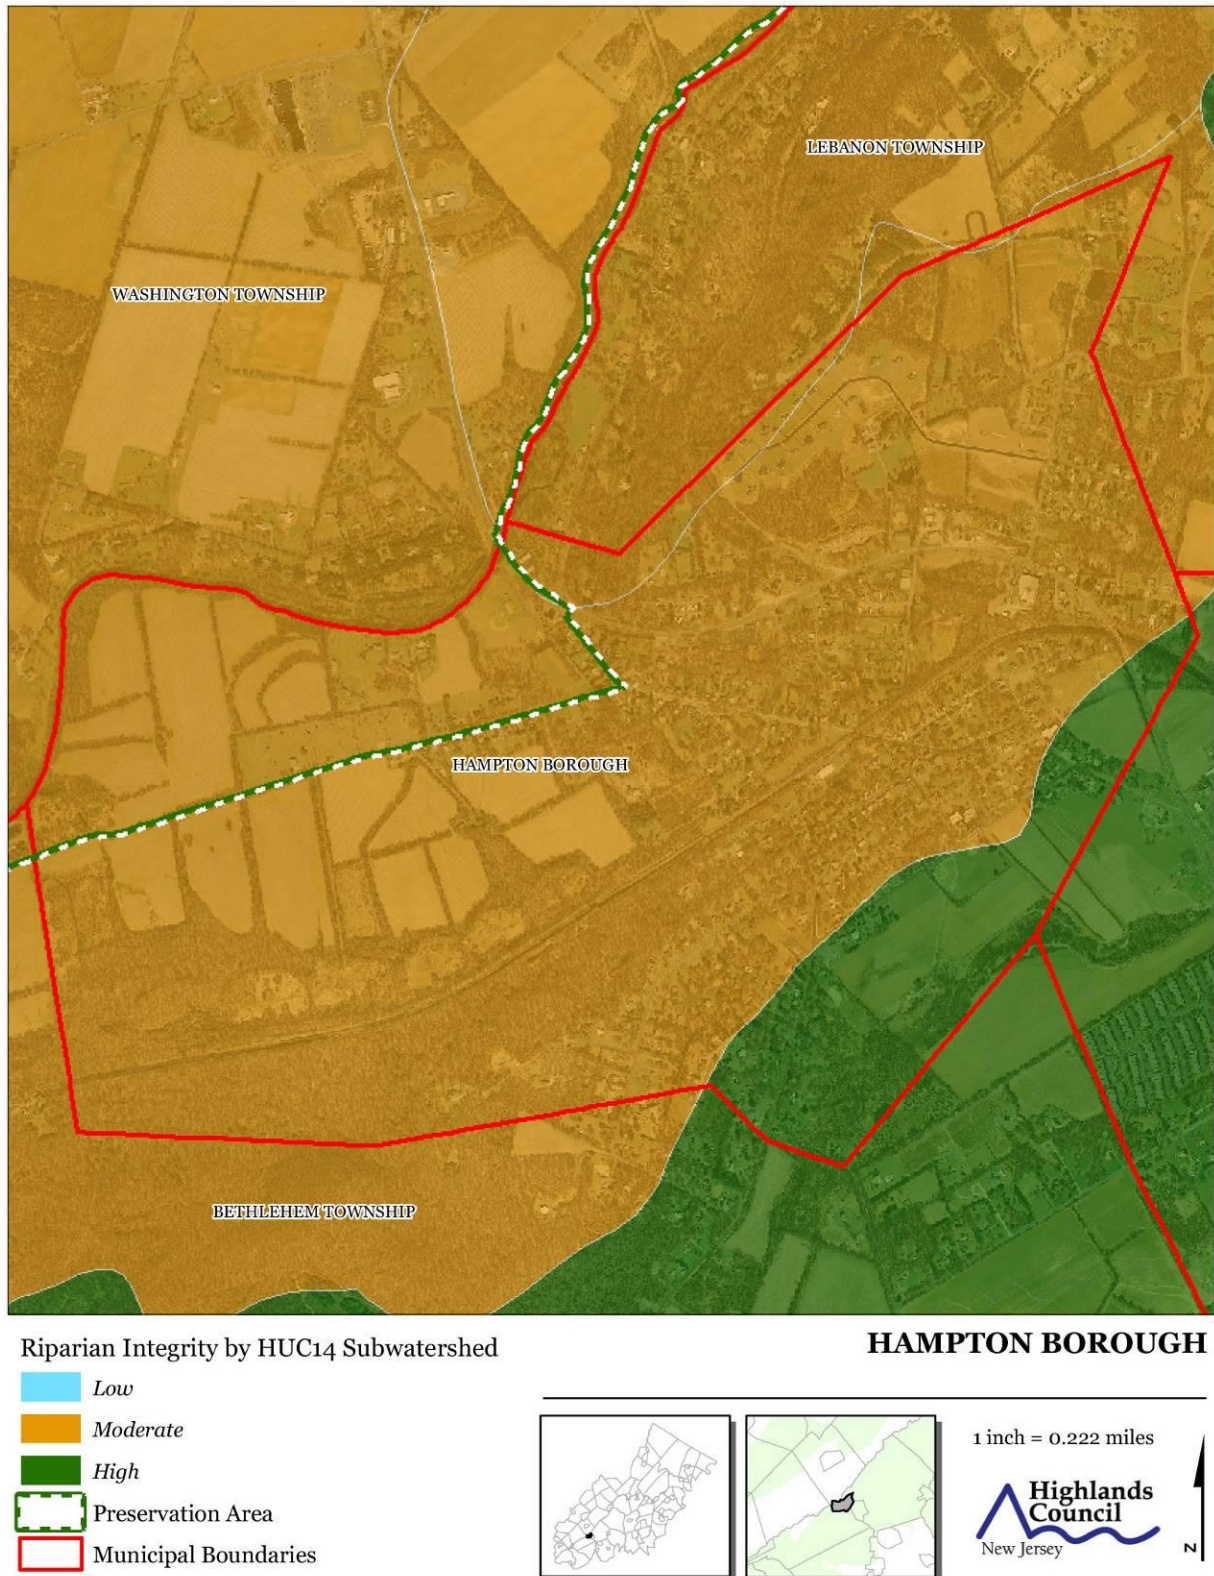 LEBANON TOWNSHIP
WASHINGTON TOWNSHIP
HAMPTON BOROUGH
BETHLEHEM TOWNSHIP
Riparian Integrity by HUC14 Subwatershed
Low
Moderate
High
Preservation Area
Municipal Boundaries
HAMPTON BOROUGH
1 inch = 0.222 miles
Highlands
Council
New Jersey
N